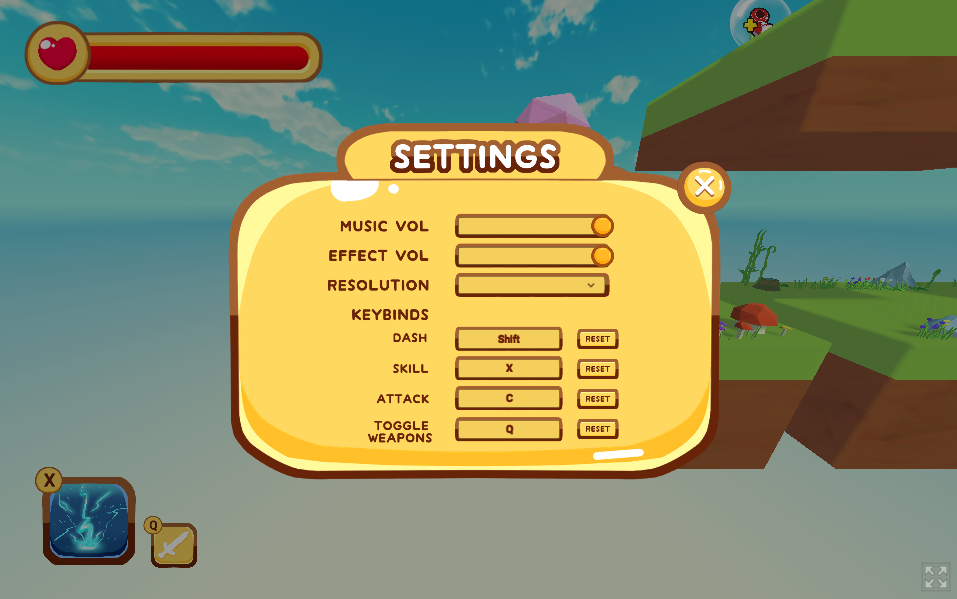 SETTINGS
X
MUSIC VOL
EFFECT VOL
RESOLUTION
KEYBINDS
DASH Shift RESET
SKILL X RESET
ATTACK C RESET
TOGGLE
WEAPONS Q RESET
X
Q